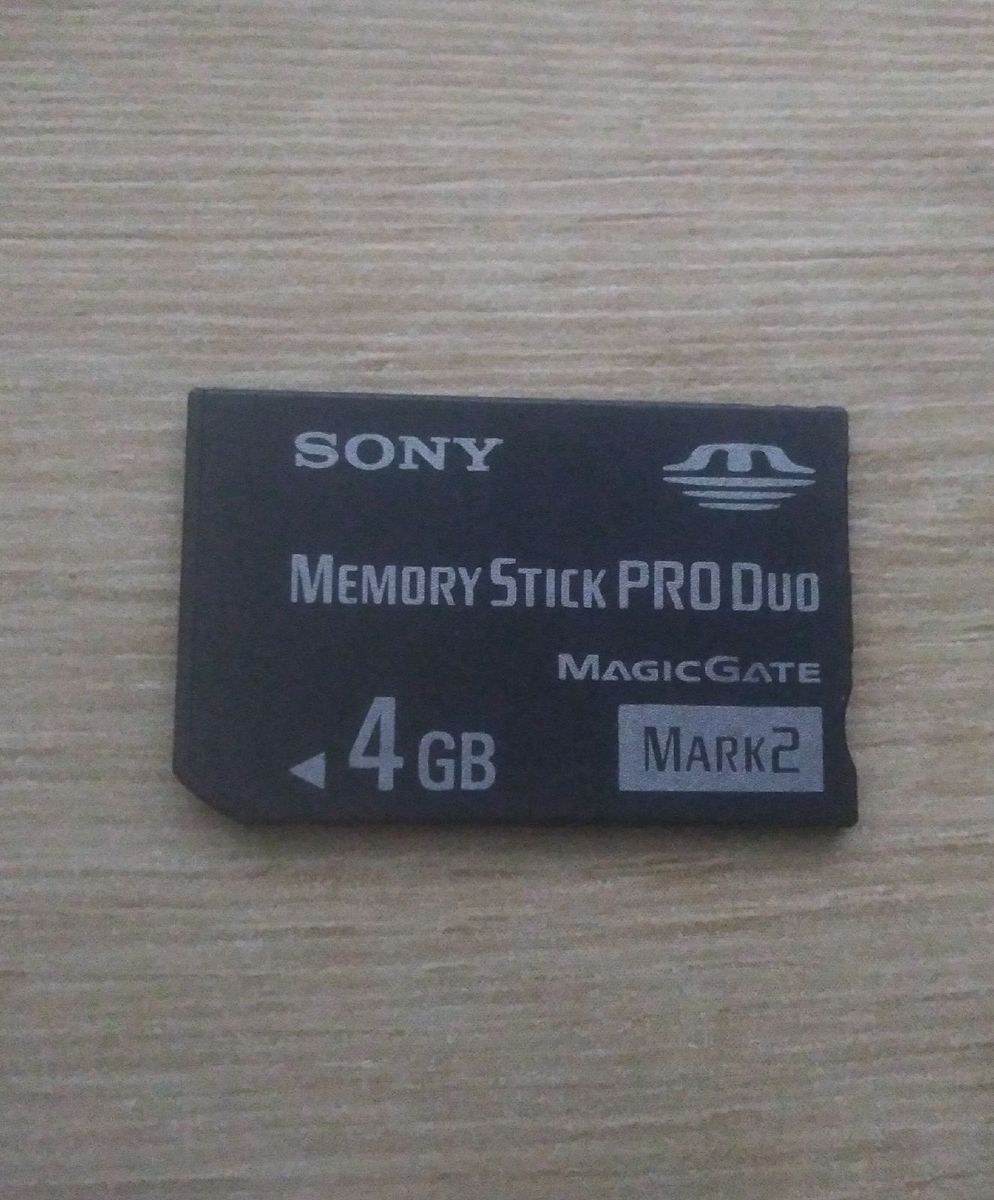 SONY
MEMORY STICK PRO DUO
MAGICGATE
4 GB
MARK2